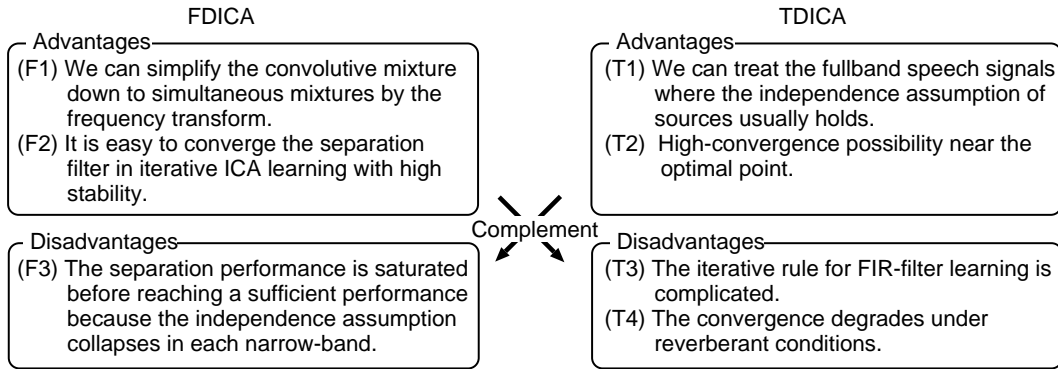 FDICA
Advantages
(F1) We can simplify the convolutive mixture
down to simultaneous mixtures by the
frequency transform.
(F2) It is easy to converge the separation
filter in iterative ICA learning with high
stability.
Disadvantages
(F3) The separation performance is saturated
before reaching a sufficient performance
because the independence assumption
collapses in each narrow-band.
Complement
TDICA
Advantages
(T1) We can treat the fullband speech signals
where the independence assumption of
sources usually holds.
(T2) High-convergence possibility near the
optimal point.
Disadvantages
(T3) The iterative rule for FIR-filter learning is
complicated.
(T4) The convergence degrades under
reverberant conditions.